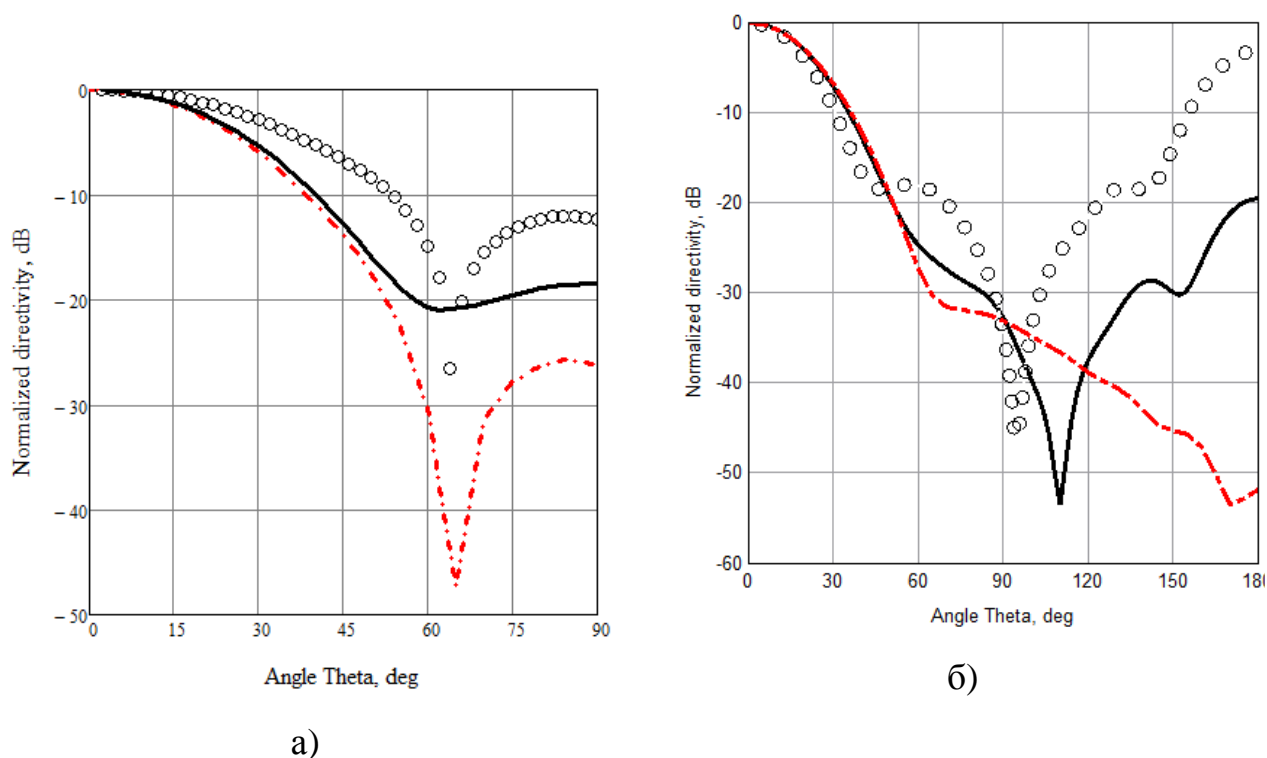 0
−10
−20
−30
−40
−50
Normalized directivity, dB
0 15 30 45 60 75 90
Angle Theta, deg
а)
0
-10
-20
-30
-40
-50
-60
Normalized directivity, dB
0 30 60 90 120 150 180
Angle Theta, deg
б)